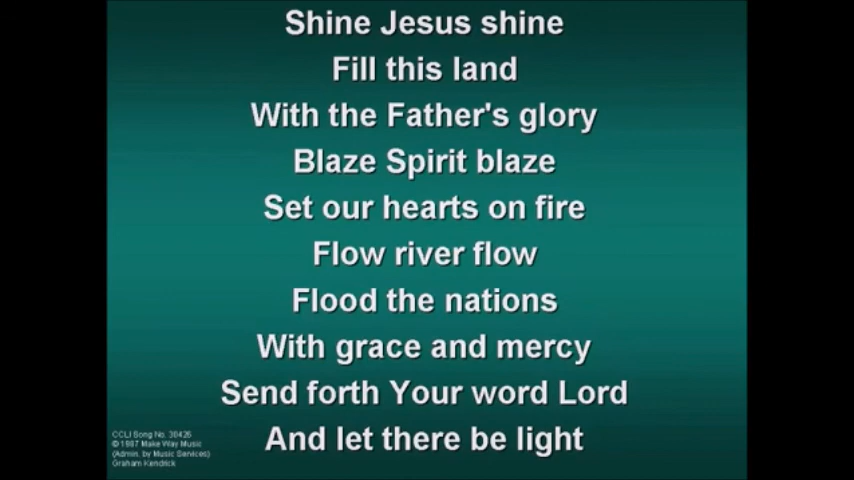 Shine Jesus shine
Fill this land
With the Father's glory
Blaze Spirit blaze
Set our hearts on fire
Flow river flow
Flood the nations
With grace and mercy
Send forth Your word Lord
And let there be light
CCLI Song No. 30426
© 1987 Make Way Music
(Admin. by Music Services)
Graham Kendrick